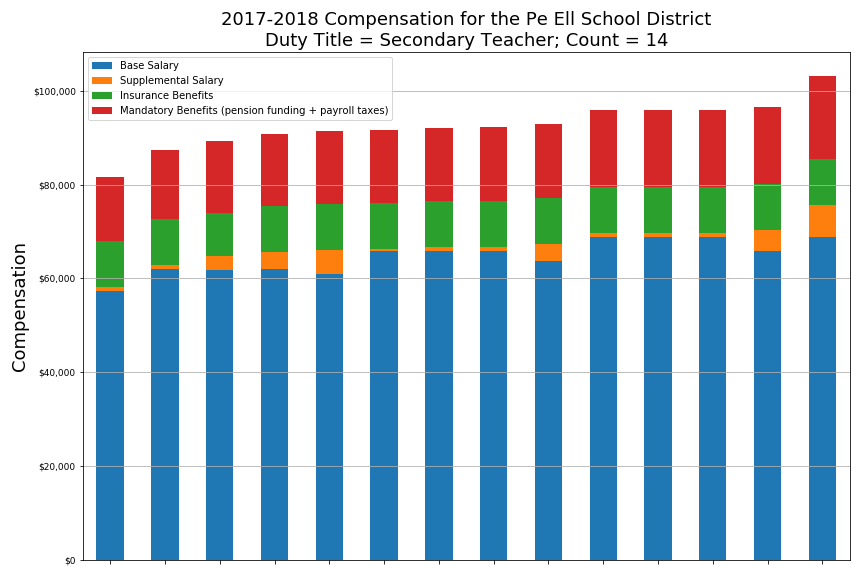 2017-2018 Compensation for the Pe Ell School District
Duty Title = Secondary Teacher; Count = 14
Base Salary
Supplemental Salary
Insurance Benefits
Mandatory Benefits (pension funding + payroll taxes)
$100,000
$80,000
$60,000
$40,000
$20,000
$0
Compensation